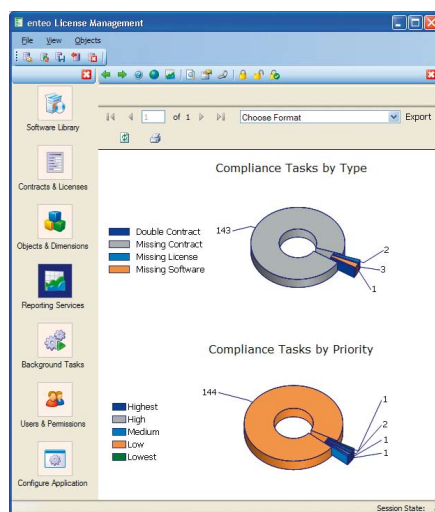 enteo License Management
File View Objects
1 of 1 Choose Format Export
Software Library
Contracts & Licenses
Objects & Dimensions
Reporting Services
Background Tasks
Users & Permissions
Configure Application
Compliance Tasks by Type
Double Contract
Missing Contract
Missing License
Missing Software
143
2
3
1
Compliance Tasks by Priority
Highest
High
Medium
Low
Lowest
144
1
2
1
1
Session State: